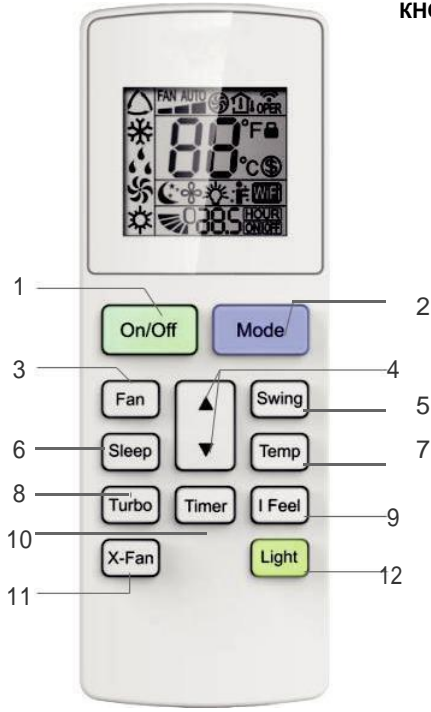 КНО
FAN AUTO OPER
88 °F
°C
WiFi
38.5 HOUR
ON/OFF
1
2
On/Off Mode
3
4
Fan Swing
5
6
Sleep Temp
7
8
Turbo Timer I Feel
9
10
X-Fan Light
11
12